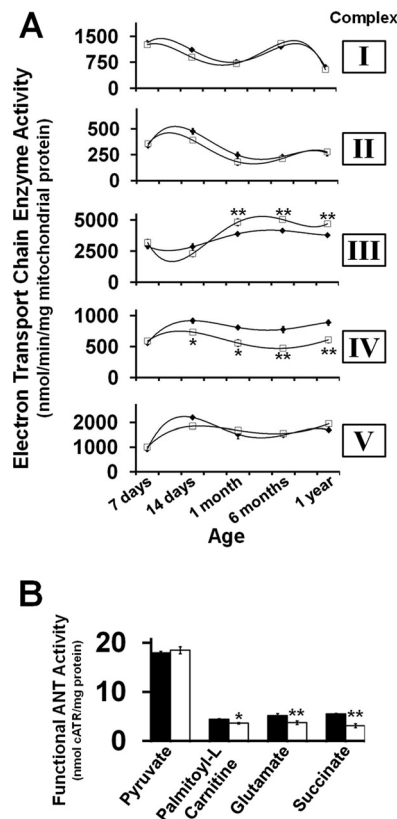 A
Complex
Electron Transport Chain Enzyme Activity
(nmol/min/mg mitochondrial protein)
1500
750
0
I
500
250
0
II
5000
2500
0
** ** **
III
1000
500
0
* * ** **
IV
2000
1000
0
V
7 days 14 days 1 month 6 months 1 year
Age
B
Functional ANT Activity
(nmol cATR/mg protein)
20
10
0
* ** **
Pyruvate
Palmitoyl-L
Carnitine
Glutamate
Succinate